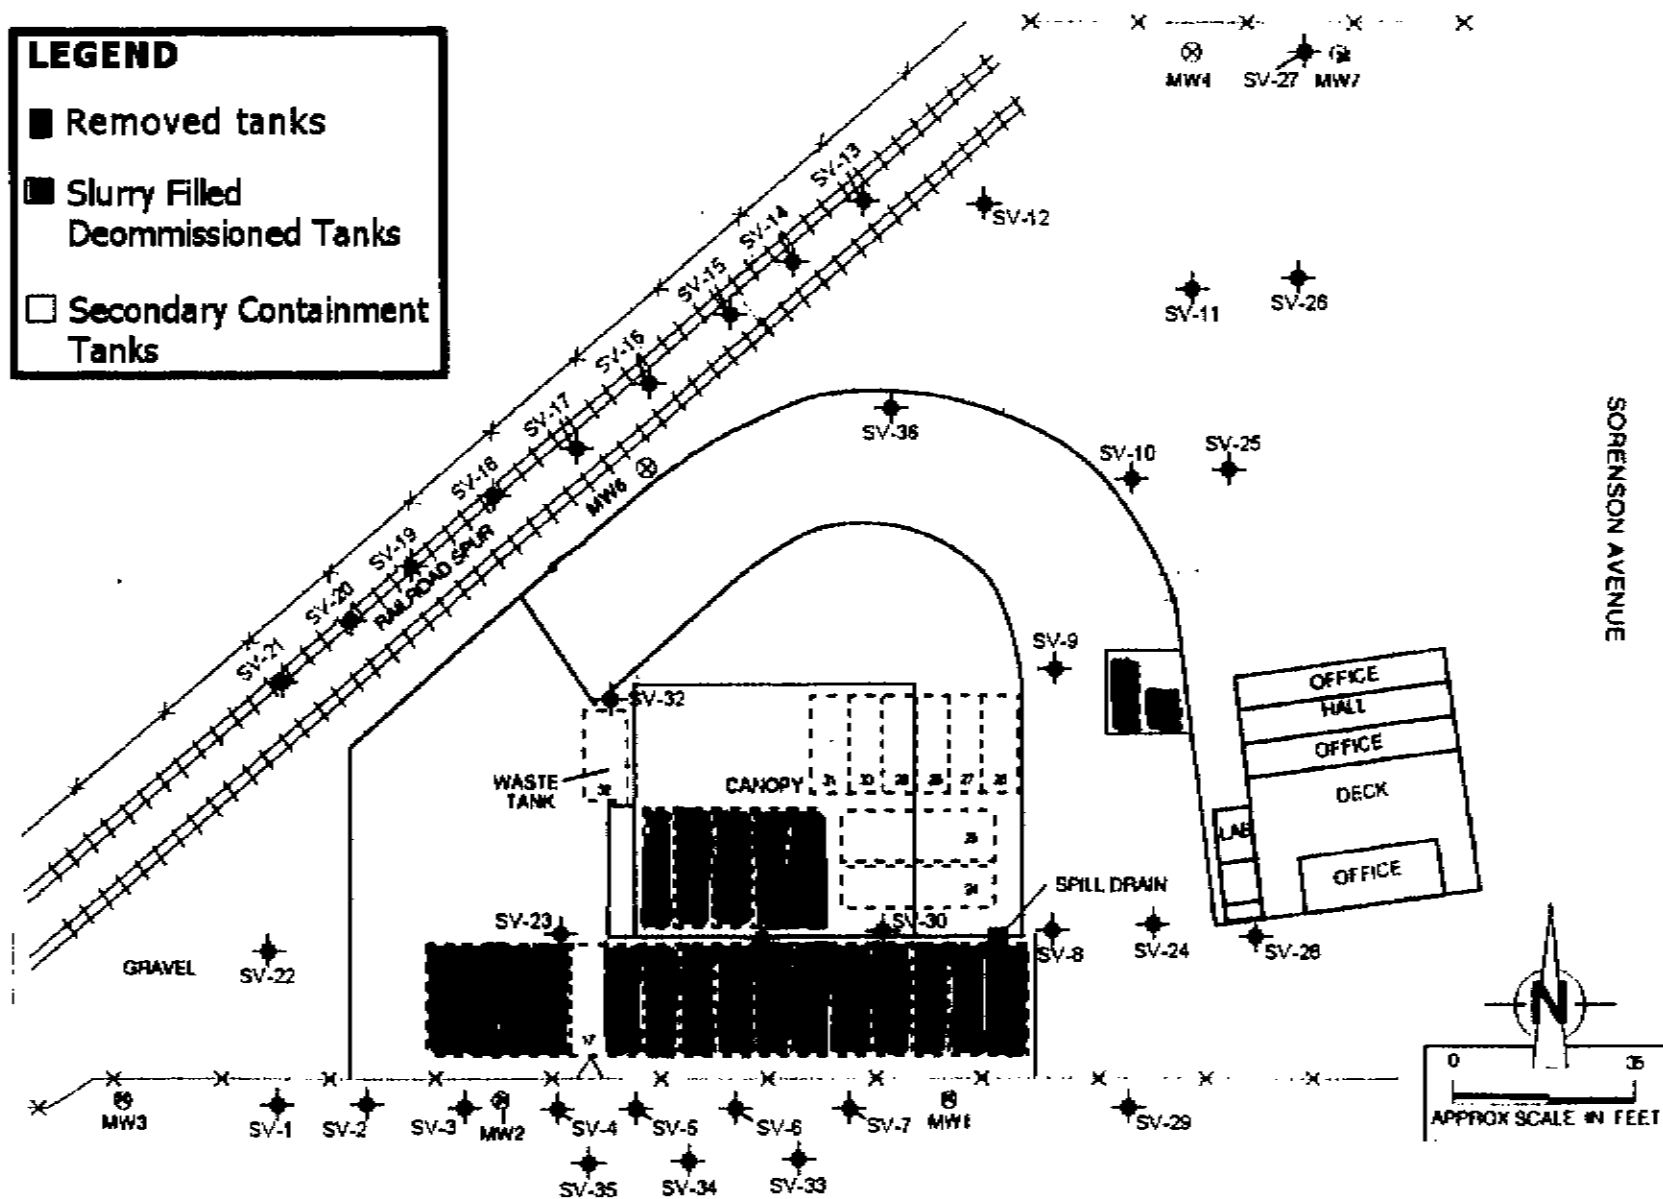 LEGEND
Removed tanks
Slurry Filled
Deommissioned Tanks
Secondary Containment
Tanks
MW4
SV-27
MW7
SV-13
SV-12
SV-14
SV-15
SV-11
SV-26
SV-16
SV-17
SV-36
SORENSON AVENUE
SV-18
MW6
SV-10
SV-25
SV-19
RAILROAD SPUR
SV-20
SV-21
SV-9
SV-32
OFFICE
HALL
OFFICE
DECK
WASTE
TANK
CANOPY
31
30
27
LAB
OFFICE
SPILL DRAIN
SV-23
SV-30
SV-8
SV-24
SV-28
GRAVEL
SV-22
17
N
0
35
APPROX SCALE IN FEET
MW3
SV-1
SV-2
SV-3
MW2
SV-4
SV-5
SV-6
SV-7
SV-29
SV-35
SV-34
SV-33